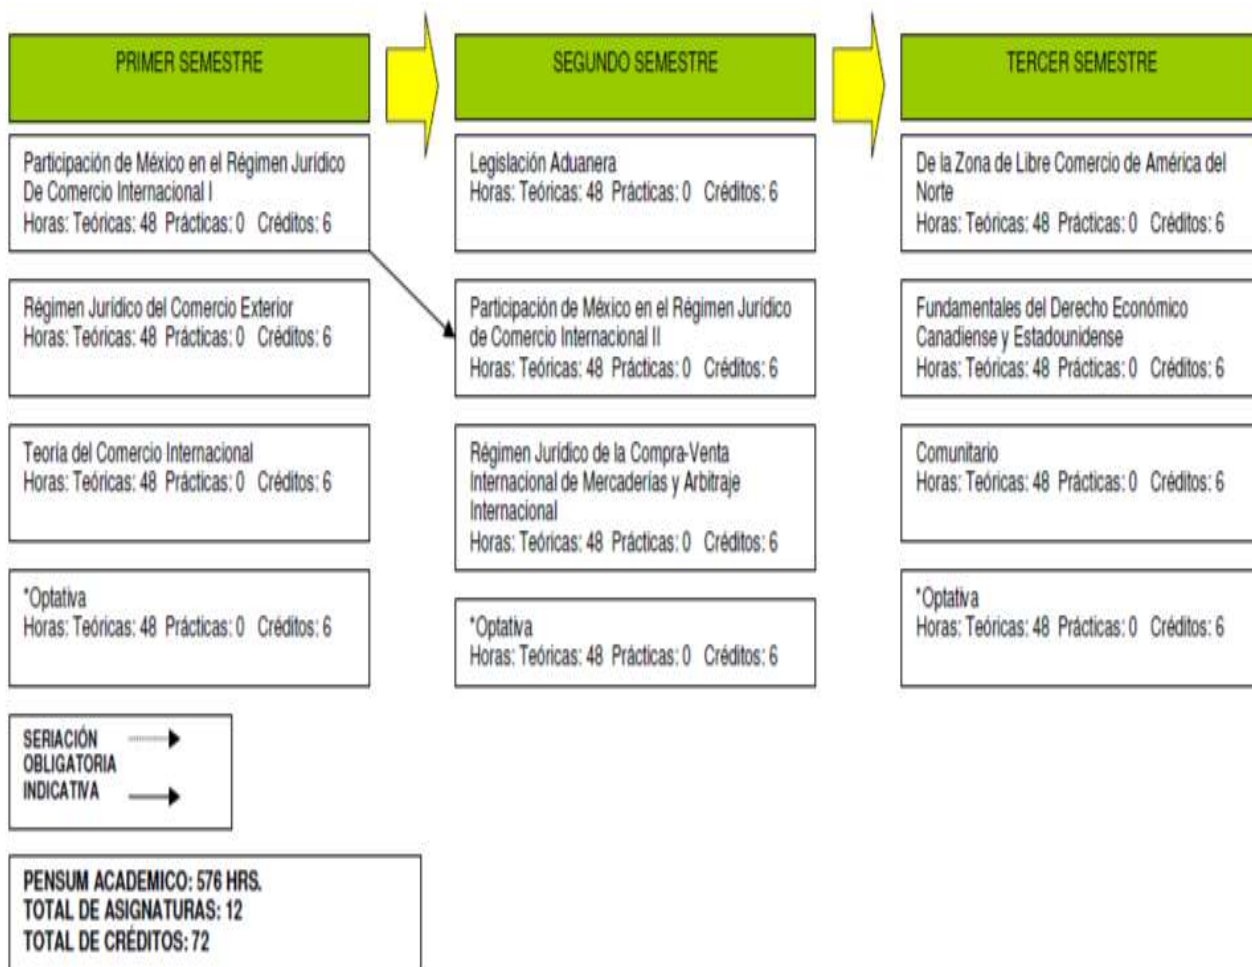 PRIMER SEMESTRE
Participación de México en el Régimen Jurídico
De Comercio Internacional I
Horas: Teóricas: 48 Prácticas: 0 Créditos: 6
Régimen Jurídico del Comercio Exterior
Horas: Teóricas: 48 Prácticas: 0 Créditos: 6
Teoría del Comercio Internacional
Horas: Teóricas: 48 Prácticas: 0 Créditos: 6
*Optativa
Horas: Teóricas: 48 Prácticas: 0 Créditos: 6
SEGUNDO SEMESTRE
Legislación Aduanera
Horas: Teóricas: 48 Prácticas: 0 Créditos: 6
Participación de México en el Régimen Jurídico
de Comercio Internacional II
Horas: Teóricas: 48 Prácticas: 0 Créditos: 6
Régimen Jurídico de la Compra-Venta
Internacional de Mercaderías y Arbitraje
Internacional
Horas: Teóricas: 48 Prácticas: 0 Créditos: 6
*Optativa
Horas: Teóricas: 48 Prácticas: 0 Créditos: 6
TERCER SEMESTRE
De la Zona de Libre Comercio de América del
Norte
Horas: Teóricas: 48 Prácticas: 0 Créditos: 6
Fundamentales del Derecho Económico
Canadiense y Estadounidense
Horas: Teóricas: 48 Prácticas: 0 Créditos: 6
Comunitario
Horas: Teóricas: 48 Prácticas: 0 Créditos: 6
*Optativa
Horas: Teóricas: 48 Prácticas: 0 Créditos: 6
SERIACIÓN
OBLIGATORIA
INDICATIVA
PENSUM ACADEMICO: 576 HRS.
TOTAL DE ASIGNATURAS: 12
TOTAL DE CRÉDITOS: 72